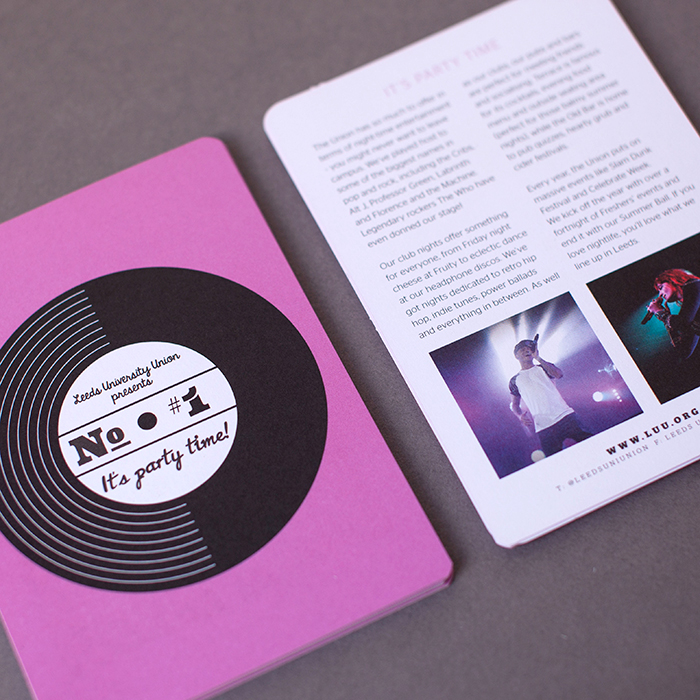 Leeds University Union
presents
No #1
It's party time!
IT'S PARTY TIME
The Union has so much to offer in
terms of night-time entertainment
- you might never want to leave
campus. We've played host to
some of the biggest names in
pop and rock, including the Cribs,
Alt J, Professor Green, Labrinth
and Florence and the Machine.
Legendary rockers The Who have
even donned our stage!
Our club nights offer something
for everyone, from Friday night
cheese at Fruity to eclectic dance
at our headphone discos. We've
got nights dedicated to retro hip
hop, indie tunes, power ballads
and everything in between. As well
as our clubs, our clubs and bars
are perfect for meeting friends
and socialising. Terrace is famous
for its cocktails, evening food
menu and outside seating area
(perfect for those balmy summer
nights), while the Old Bar is home
to pub quizzes, hearty grub and
cider festivals.
Every year, the Union puts on
massive events like Slam Dunk
Festival and Celebrate Week.
We kick off the year with over a
fortnight of Freshers' events and
end it with our Summer Ball. If you
love nightlife, you'll love what we
line up in Leeds.
WWW.LUU.ORG
T: @LEEDSUNIUNION F: LEEDS U